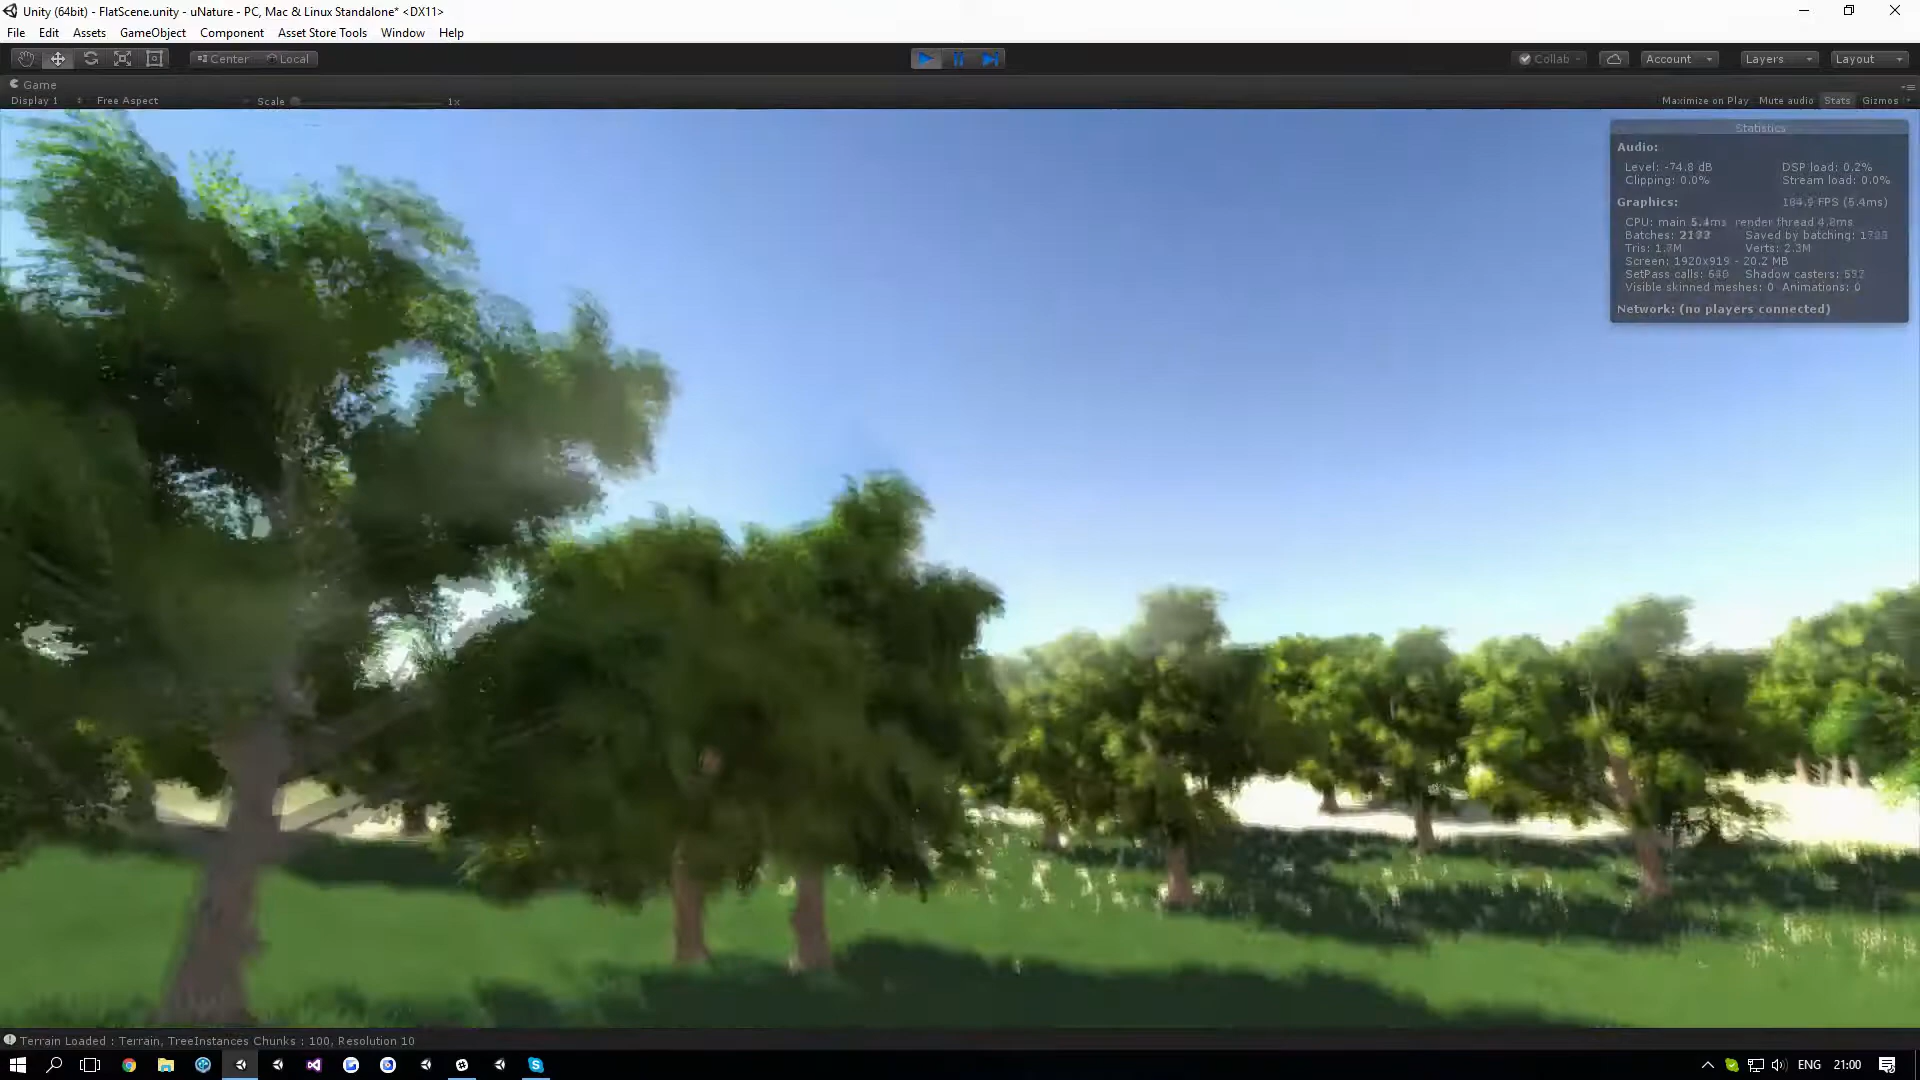 Unity (64bit) - FlatScene.unity - uNature - PC, Mac & Linux Standalone* <DX11>
File Edit Assets GameObject Component Asset Store Tools Window Help
Center Local Collab Account Layers Layout
Game
Display 1 Free Aspect Scale 1x Maximize on Play Mute audio Stats Gizmos
Statistics
Audio:
Level: -74.8 dB DSP load: 0.2%
Clipping: 0.0% Stream load: 0.0%
Graphics: FPS (5.4ms)
CPU: main 5.4ms render thread
Batches: Saved by batching:
Tris: Verts: 2.3M
Screen: 1920x919 - 20.2 MB
SetPass calls: Shadow casters:
Visible skinned meshes: 0 Animations: 0
Network: (no players connected)
Terrain Loaded : Terrain, TreeInstances Chunks : 100, Resolution 10
ENG 21:00